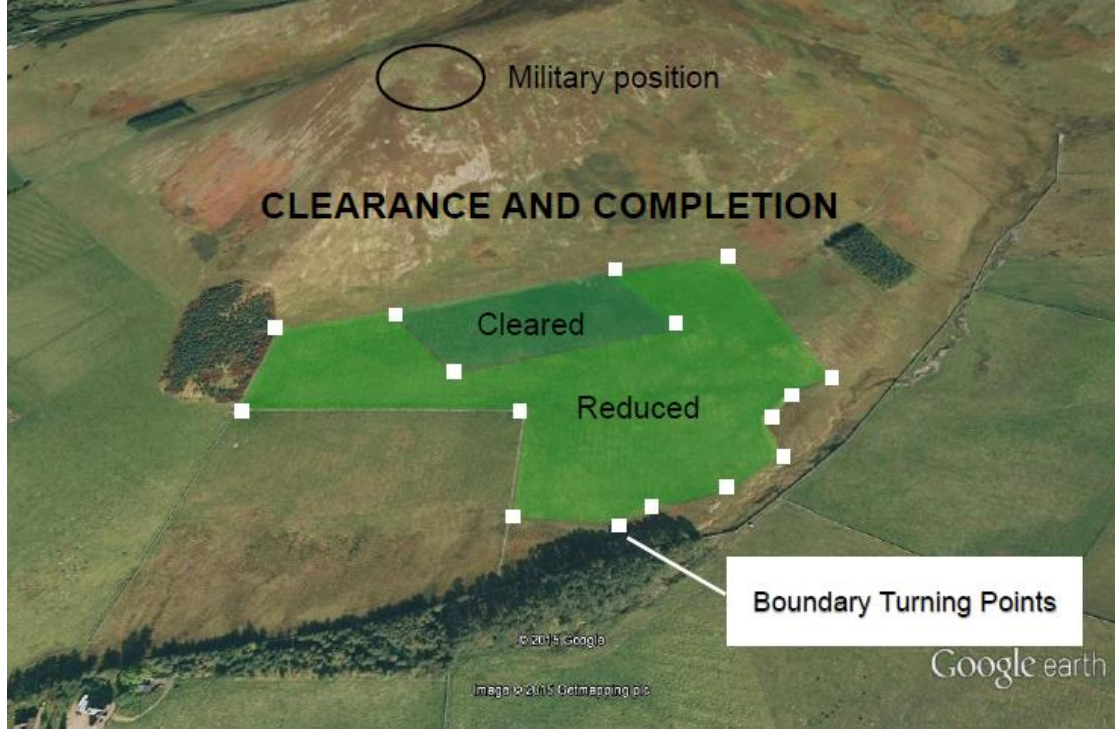 Military position
CLEARANCE AND COMPLETION
Cleared
Reduced
Boundary Turning Points
© 2015 Google
Google earth
Image © 2015 Getmapping plc